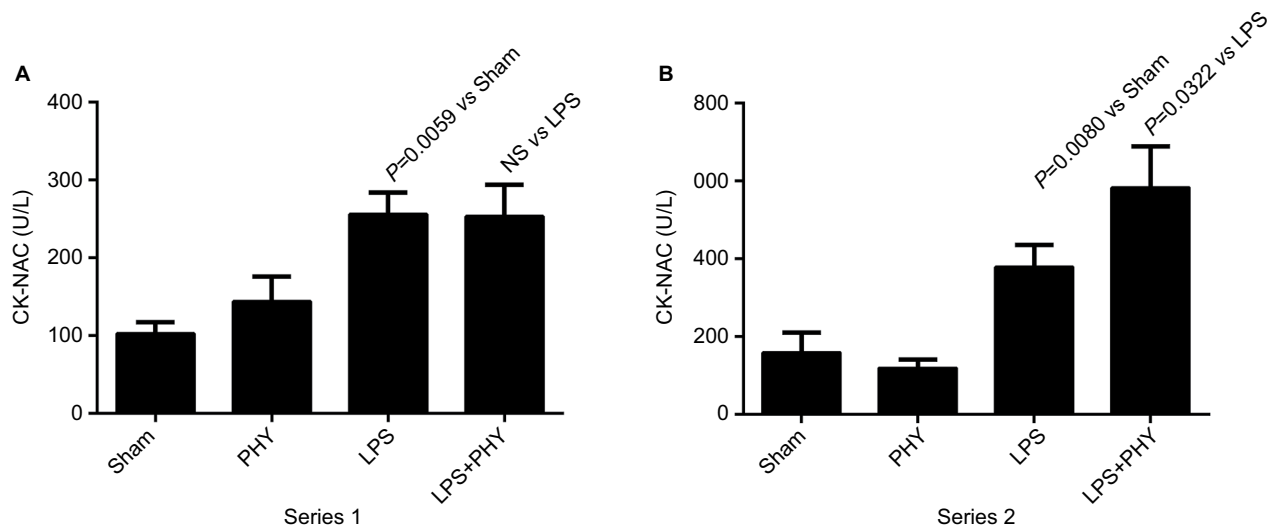 A
400
300
200
100
0
CK-NAC (U/L)
P=0.0059 vs Sham
NS vs LPS
Sham
PHY
LPS
LPS+PHY
Series 1
B
800
000
400
200
0
CK-NAC (U/L)
P=0.0080 vs Sham
P=0.0322 vs LPS
Sham
PHY
LPS
LPS+PHY
Series 2